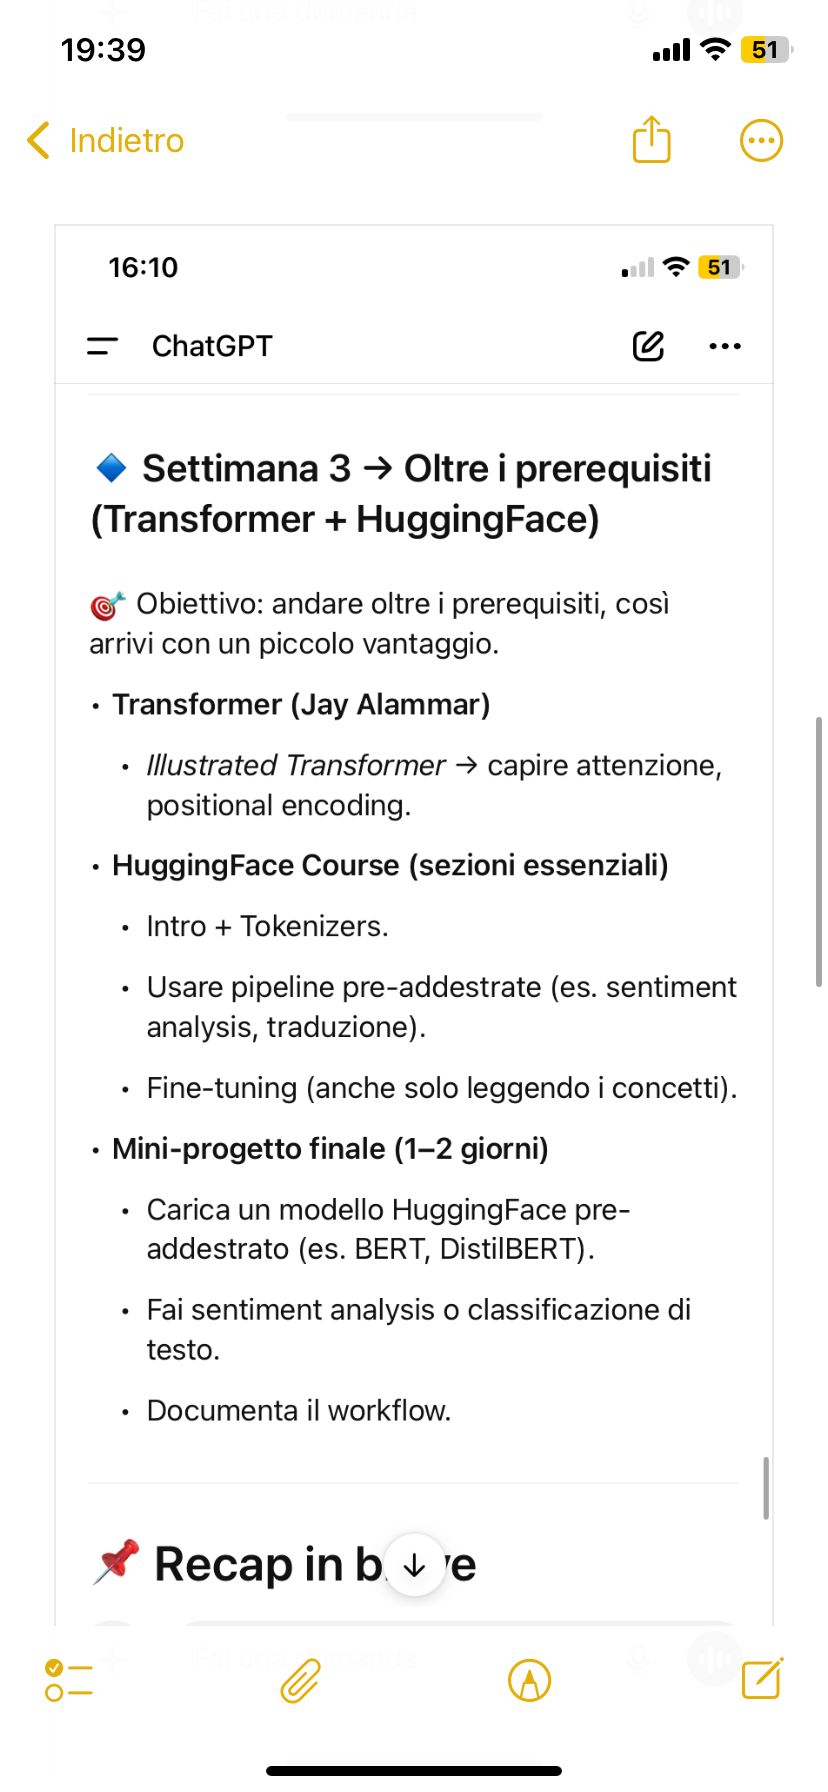 Fai una domanda
19:39
51
Indietro
16:10
51
ChatGPT
Settimana 3 → Oltre i prerequisiti
(Transformer + HuggingFace)
Obiettivo: andare oltre i prerequisiti, così
arrivi con un piccolo vantaggio.
• Transformer (Jay Alammar)
• Illustrated Transformer → capire attenzione,
positional encoding.
• HuggingFace Course (sezioni essenziali)
• Intro + Tokenizers.
• Usare pipeline pre-addestrate (es. sentiment
analysis, traduzione).
• Fine-tuning (anche solo leggendo i concetti).
• Mini-progetto finale (1–2 giorni)
• Carica un modello HuggingFace pre-
addestrato (es. BERT, DistilBERT).
• Fai sentiment analysis o classificazione di
testo.
• Documenta il workflow.
Recap in
Fai una domanda